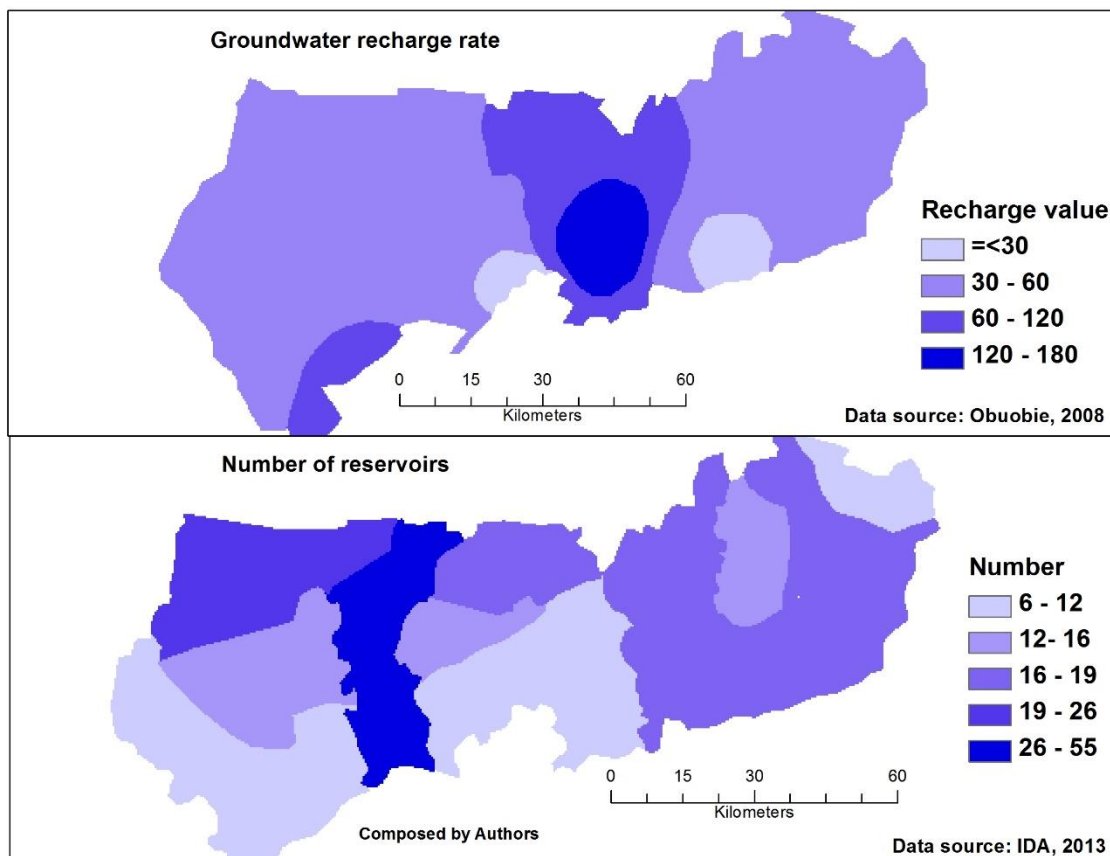 Groundwater recharge rate
Recharge value
=<30
30 - 60
60 - 120
120 - 180
0 15 30 60
Kilometers
Data source: Obuobie, 2008
Number of reservoirs
Number
6 - 12
12- 16
16 - 19
19 - 26
26 - 55
0 15 30 60
Kilometers
Composed by Authors
Data source: IDA, 2013